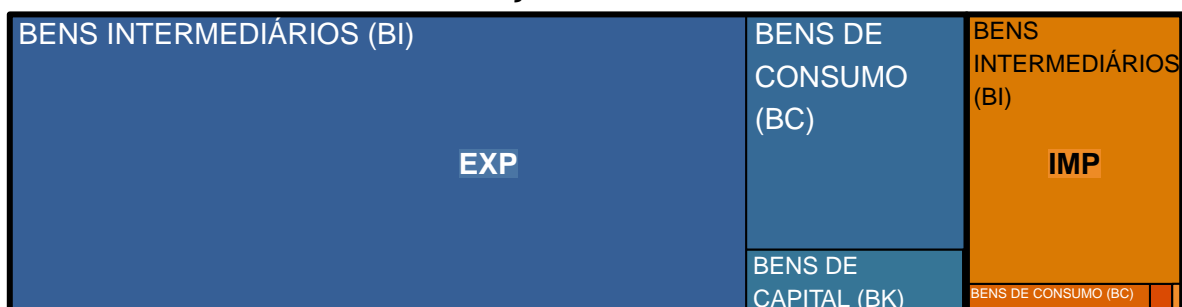 BENS INTERMEDIÁRIOS (BI)
EXP
BENS DE
CONSUMO
(BC)
BENS DE
CAPITAL (BK)
BENS
INTERMEDIÁRIOS
(BI)
IMP
BENS DE CONSUMO (BC)